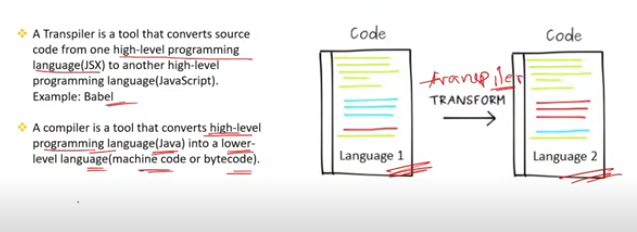 A Transpiler is a tool that converts source
code from one high-level programming
language(JSX) to another high-level
programming language(JavaScript).
Example: Babel
A compiler is a tool that converts high-level
programming language(Java) into a lower-
level language(machine code or bytecode).
Code
Language 1
transpiler
TRANSFORM
Code
Language 2